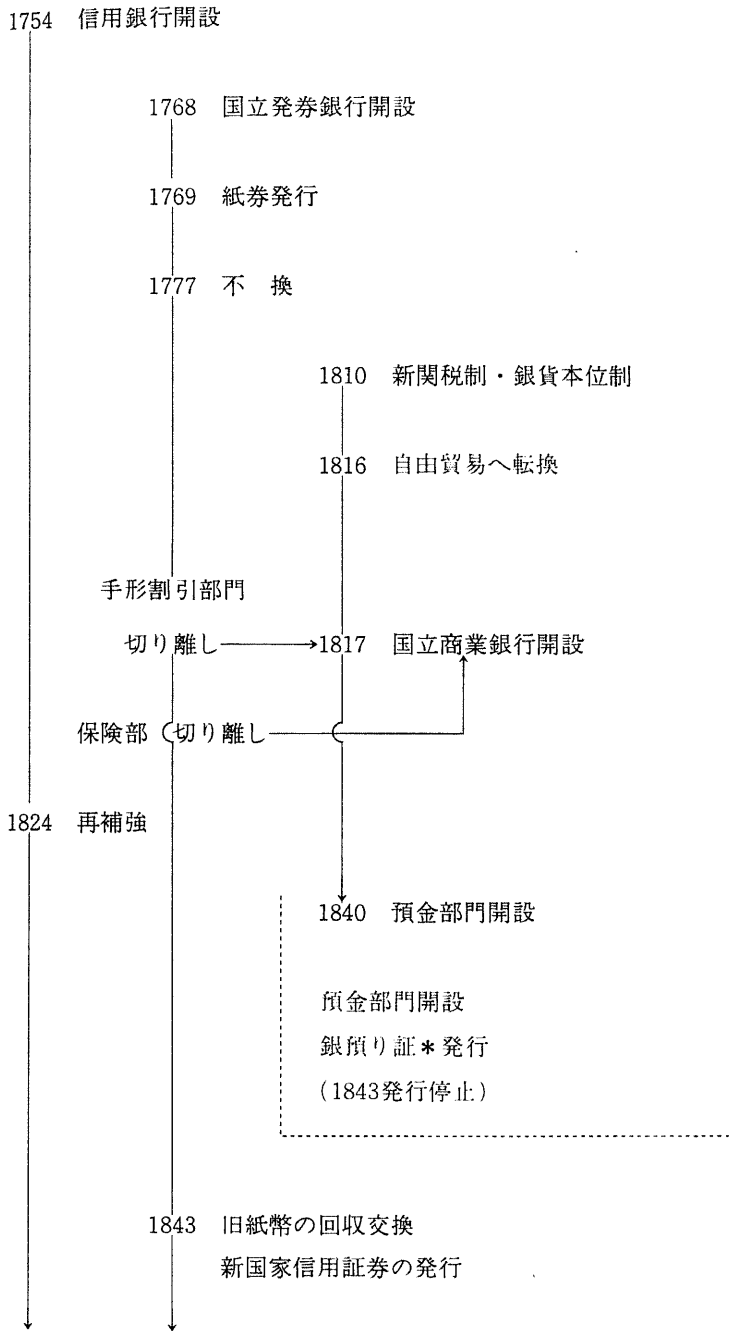 1754 信用銀行開設
1768 国立発券銀行開設
1769 紙券発行
1777 不 換
1810 新関税制・銀貨本位制
1816 自由貿易へ転換
手形割引部門
切り離し 1817 国立商業銀行開設
保険部 切り離し
1824 再補強
1840 預金部門開設
預金部門開設
銀預り証*発行
(1843発行停止)
1843 旧紙幣の回収交換
新国家信用証券の発行